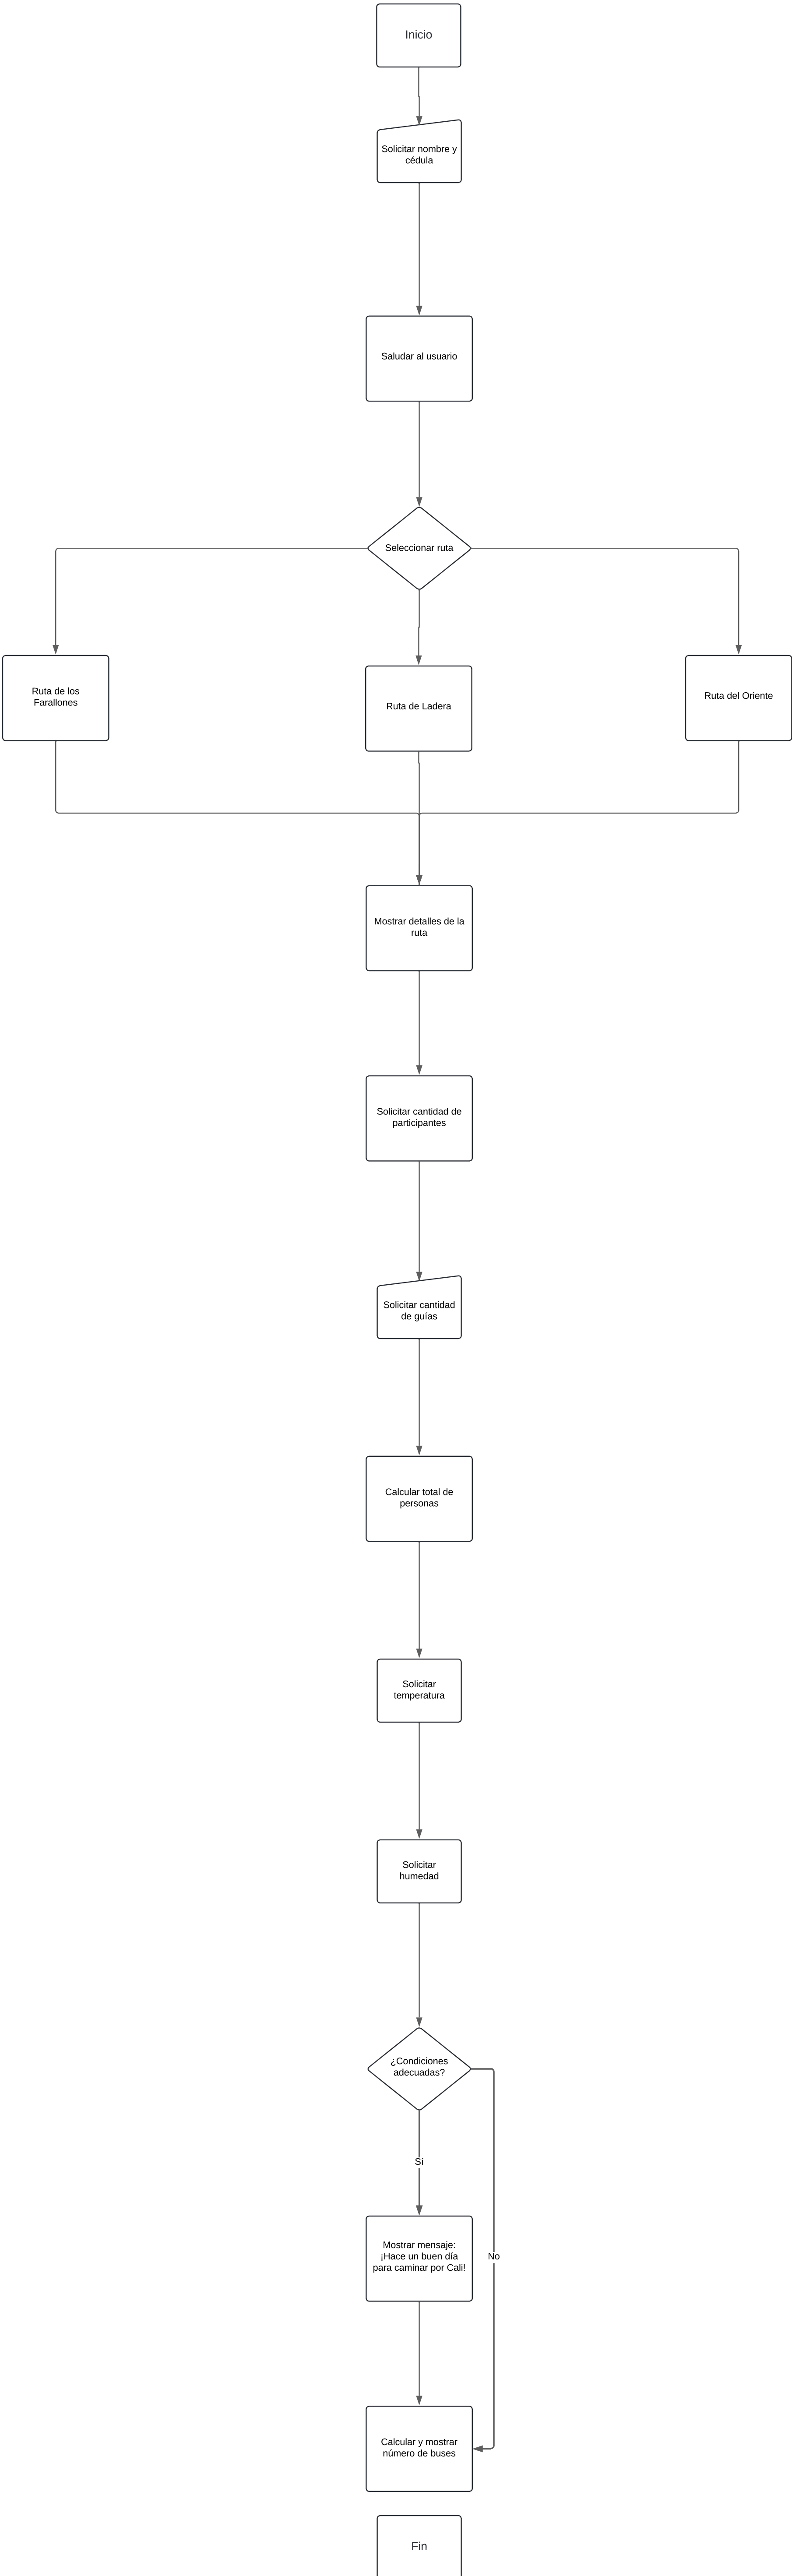 Inicio
Solicitar nombre y
cédula
Saludar al usuario
Seleccionar ruta
Ruta de los
Farallones
Ruta de Ladera
Ruta del Oriente
Mostrar detalles de la
ruta
Solicitar cantidad de
participantes
Solicitar cantidad
de guías
Calcular total de
personas
Solicitar
temperatura
Solicitar
humedad
¿Condiciones
adecuadas?
Sí
Mostrar mensaje:
¡Hace un buen día
para caminar por Cali!
No
Calcular y mostrar
número de buses
Fin